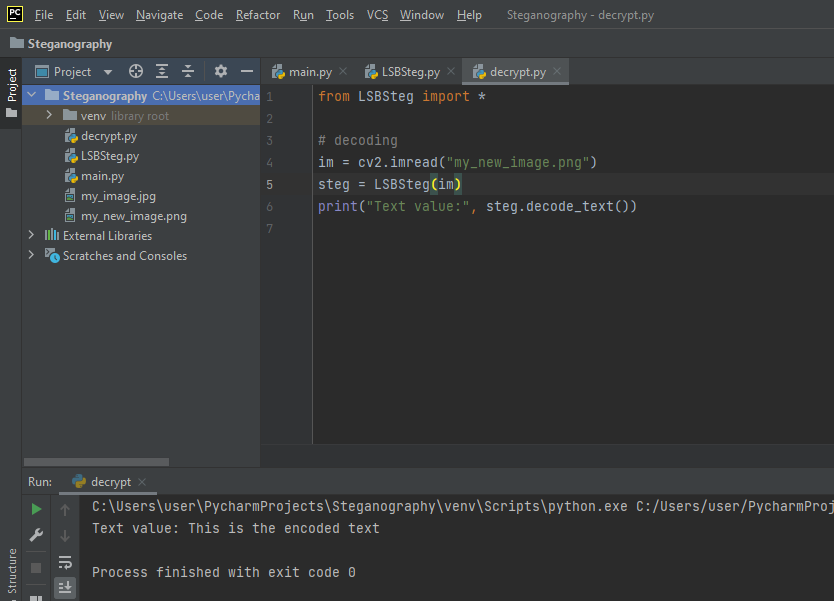 PC File Edit View Navigate Code Refactor Run Tools VCS Window Help Steganography - decrypt.py
Steganography
Project
Project main.py LSBSteg.py decrypt.py
Steganography C:\Users\user\Pycha
venv library root
decrypt.py
LSBSteg.py
main.py
my_image.jpg
my_new_image.png
External Libraries
Scratches and Consoles
1 from LSBSteg import *
2
3 # decoding
4 im = cv2.imread("my_new_image.png")
5 steg = LSBSteg(im)
6 print("Text value:", steg.decode_text())
7
Run: decrypt
C:\Users\user\PycharmProjects\Steganography\venv\Scripts\python.exe C:/Users/user/PycharmProj
Text value: This is the encoded text
Process finished with exit code 0
Structure